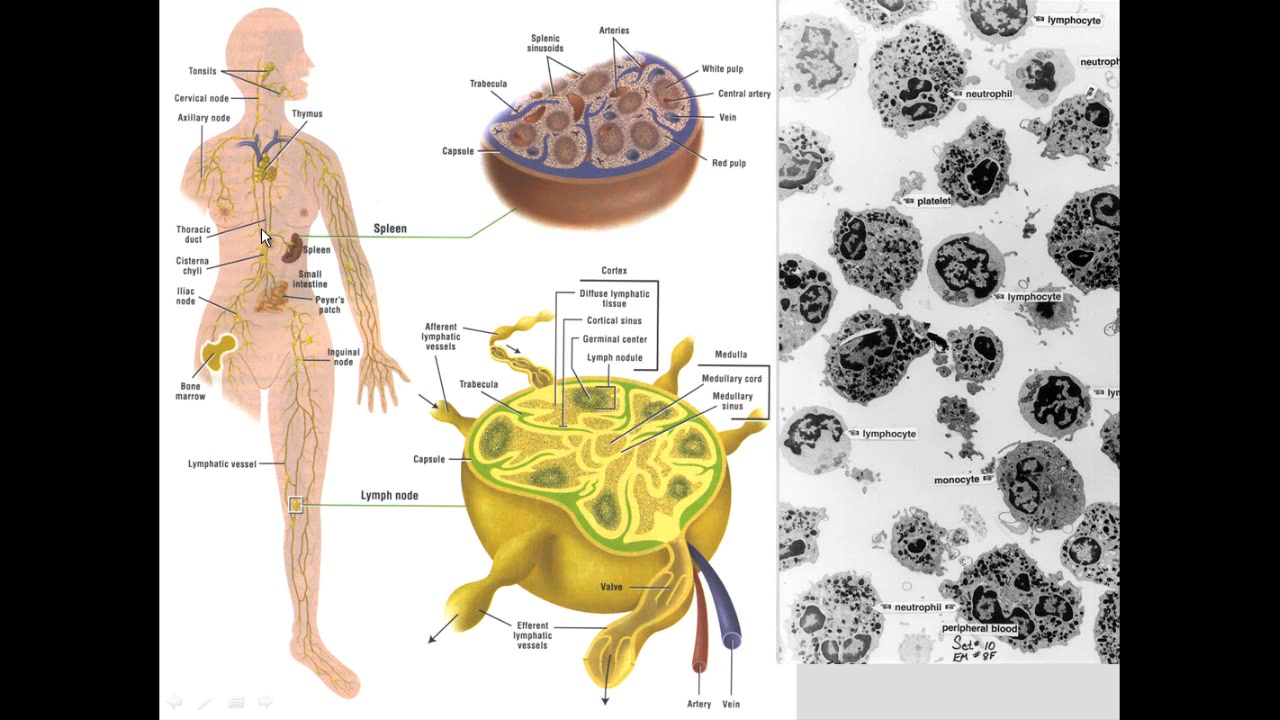 Tonsils
Cervical node
Axillary node
Thymus
Thoracic
duct
Cisterna
chyli
Spleen
Small
intestine
Iliac
node
Peyer's
patch
Inguinal
node
Bone
marrow
Lymphatic vessel
Spleen
Lymph node
Splenic
sinusoids
Arteries
Trabecula
White pulp
Central artery
Vein
Capsule
Red pulp
Cortex
Diffuse lymphatic
tissue
Cortical sinus
Germinal center
Lymph nodule
Afferent
lymphatic
vessels
Medulla
Trabecula
Medullary cord
Medullary
sinus
Capsule
Valve
Efferent
lymphatic
vessels
Artery
Vein
lymphocyte
neutroph
neutrophil
platelet
lymphocyte
lyn
lymphocyte
monocyte
neutrophil
peripheral blood
Set# 10
EM # 8F